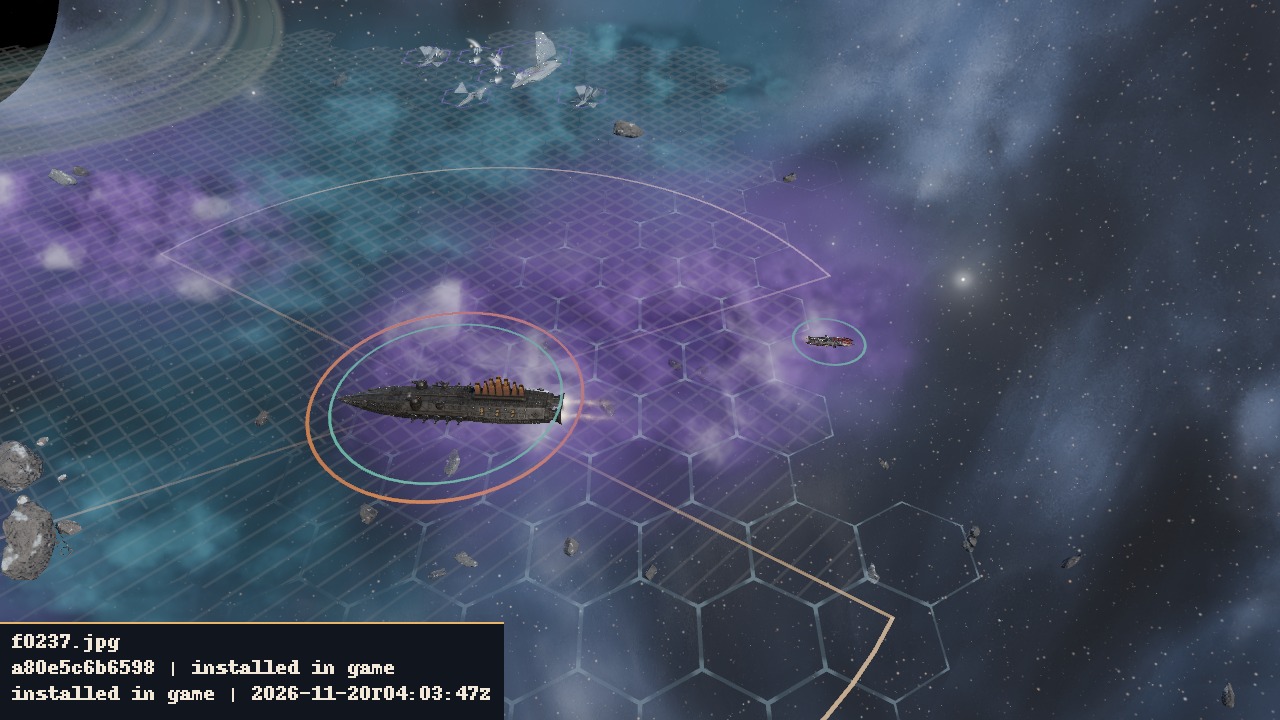 f0237.jpg
a80e5c6b6598 | installed in game
installed in game | 2026-11-20T04:03:47Z